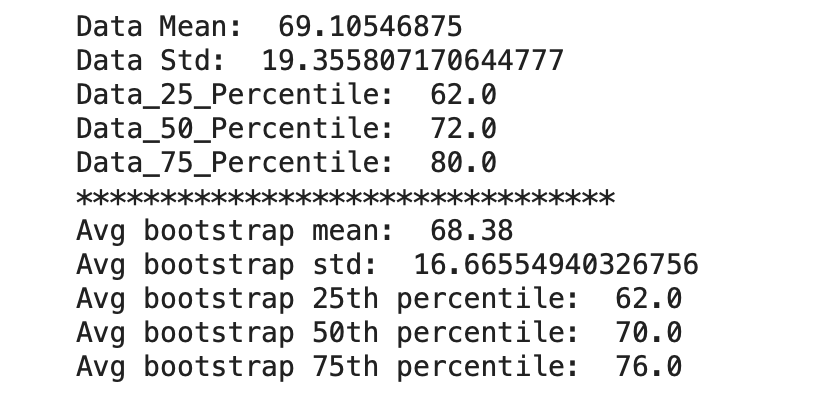 Data Mean:  69.10546875
Data Std:  19.355807170644777
Data_25_Percentile:  62.0
Data_50_Percentile:  72.0
Data_75_Percentile:  80.0
********************************
Avg bootstrap mean:  68.38
Avg bootstrap std:  16.66554940326756
Avg bootstrap 25th percentile:  62.0
Avg bootstrap 50th percentile:  70.0
Avg bootstrap 75th percentile:  76.0